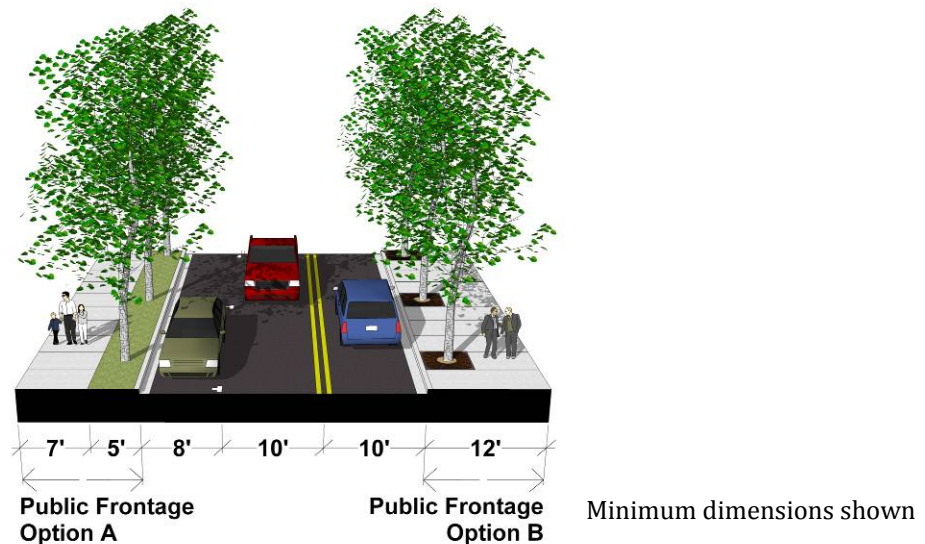 7' 5' 8' 10' 10' 12'
Public Frontage
Option A
Public Frontage
Option B
Minimum dimensions shown